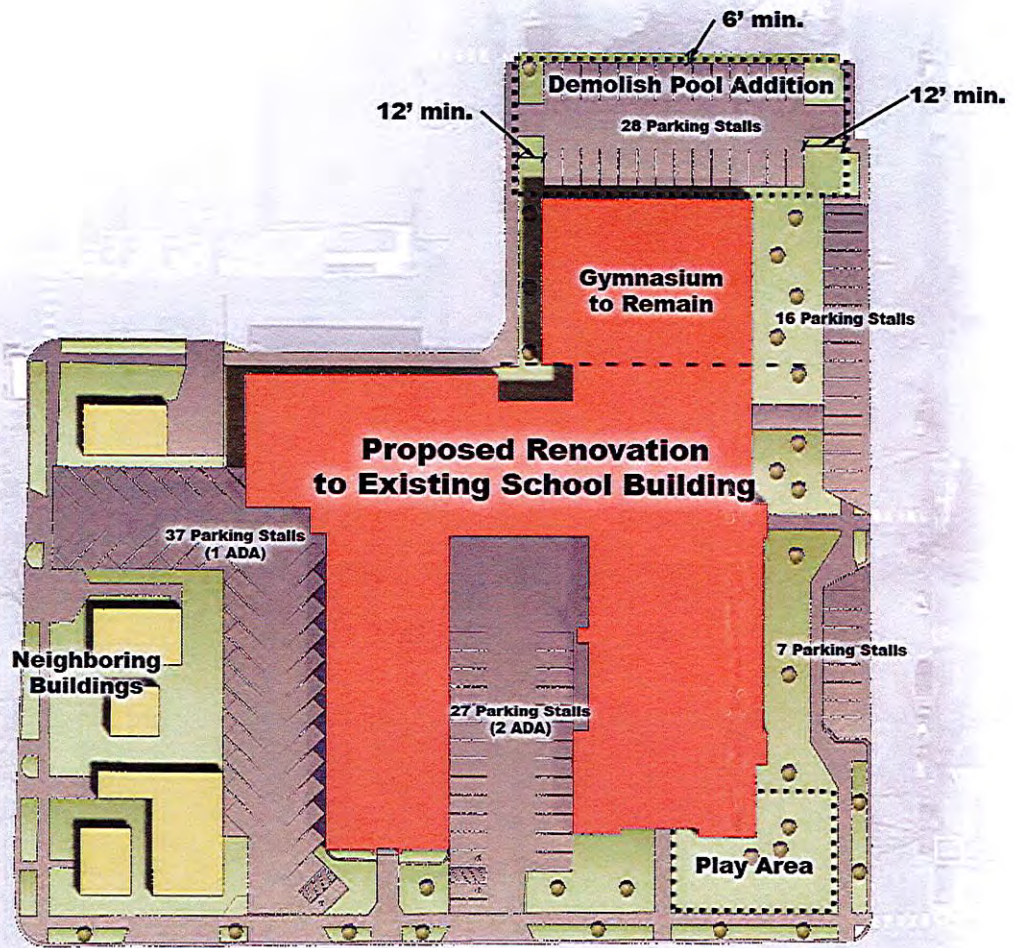 6' min.
Demolish Pool Addition
12' min.
12' min.
28 Parking Stalls
Gymnasium
to Remain
16 Parking Stalls
Proposed Renovation
to Existing School Building
37 Parking Stalls
(1 ADA)
7 Parking Stalls
Neighboring
Buildings
27 Parking Stalls
(2 ADA)
Play Area